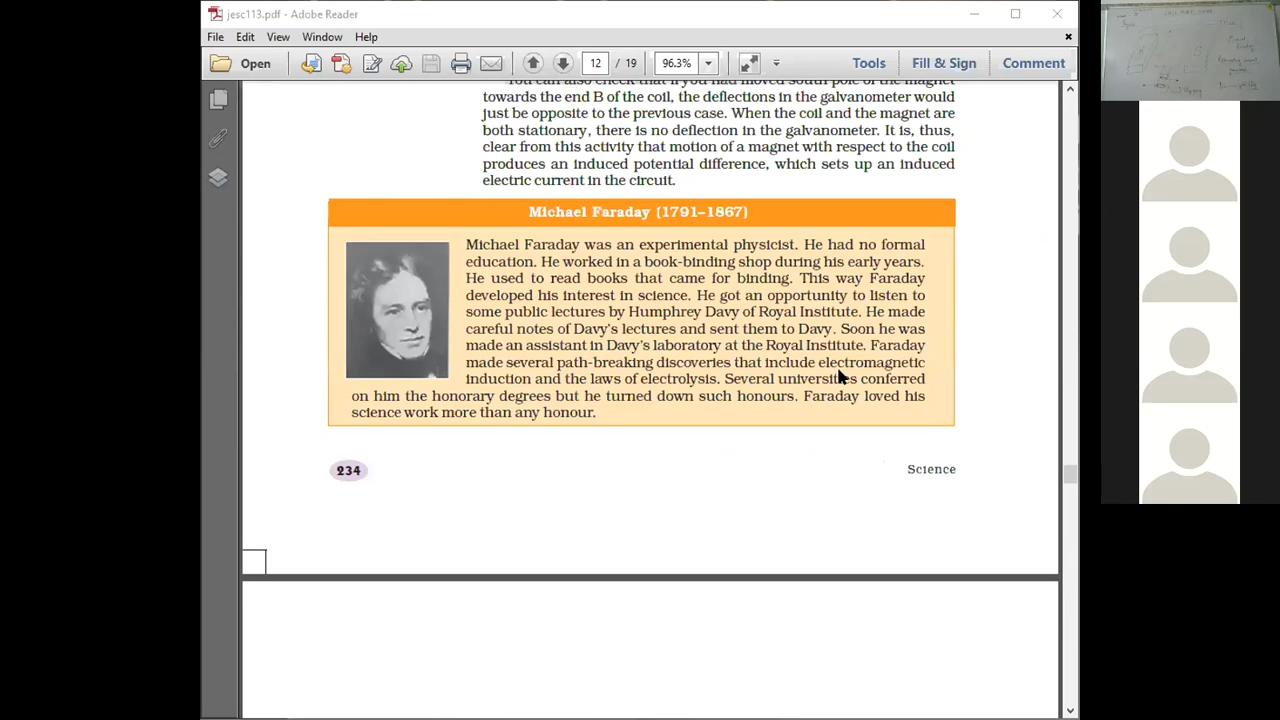 jesc113.pdf - Adobe Reader
File Edit View Window Help
Open 12 / 19 96.3% Tools Fill & Sign Comment
towards the end B of the coil, the deflections in the galvanometer would
just be opposite to the previous case. When the coil and the magnet are
both stationary, there is no deflection in the galvanometer. It is, thus,
clear from this activity that motion of a magnet with respect to the coil
produces an induced potential difference, which sets up an induced
electric current in the circuit.
Michael Faraday (1791–1867)
Michael Faraday was an experimental physicist. He had no formal
education. He worked in a book-binding shop during his early years.
He used to read books that came for binding. This way Faraday
developed his interest in science. He got an opportunity to listen to
some public lectures by Humphrey Davy of Royal Institute. He made
careful notes of Davy's lectures and sent them to Davy. Soon he was
made an assistant in Davy's laboratory at the Royal Institute. Faraday
made several path-breaking discoveries that include electromagnetic
induction and the laws of electrolysis. Several universities conferred
on him the honorary degrees but he turned down such honours. Faraday loved his
science work more than any honour.
234
Science